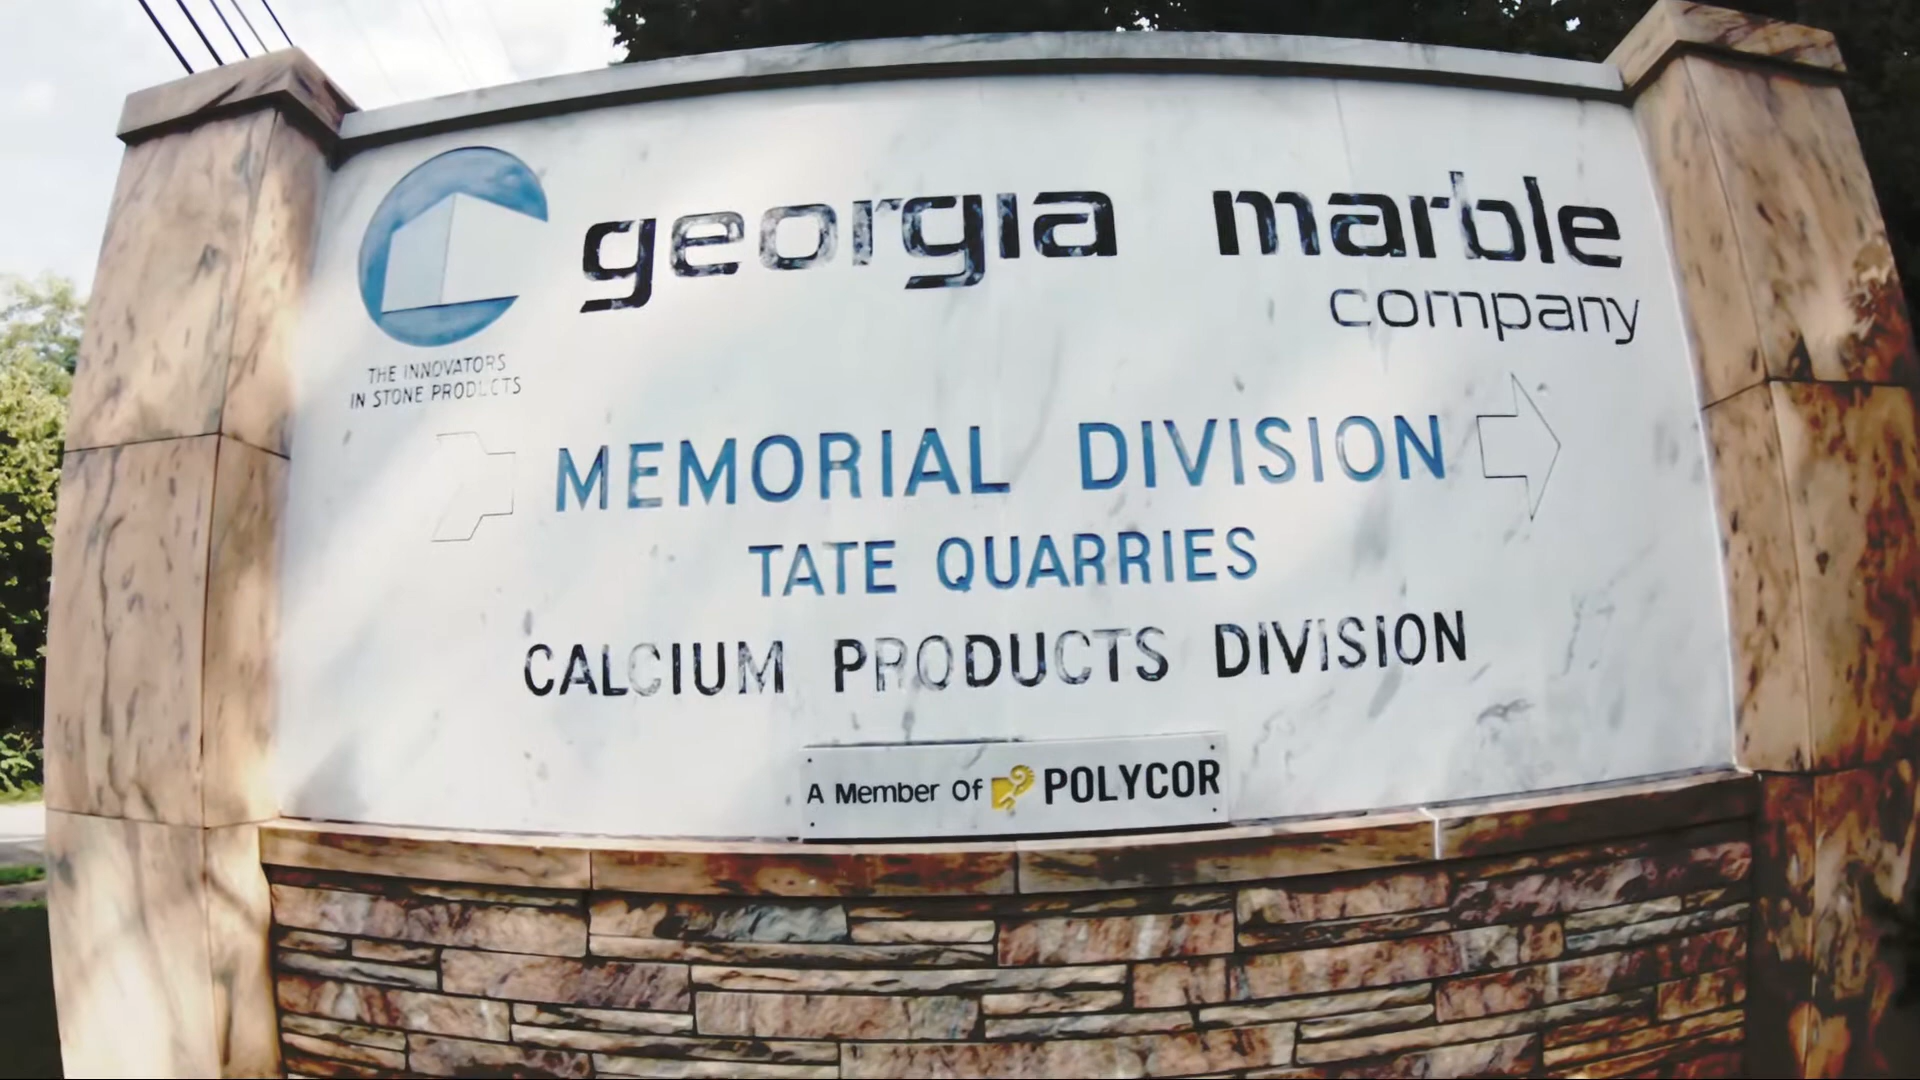 georgia marble
company
THE INNOVATORS
IN STONE PRODUCTS
MEMORIAL DIVISION
TATE QUARRIES
CALCIUM PRODUCTS DIVISION
A Member of POLYCOR